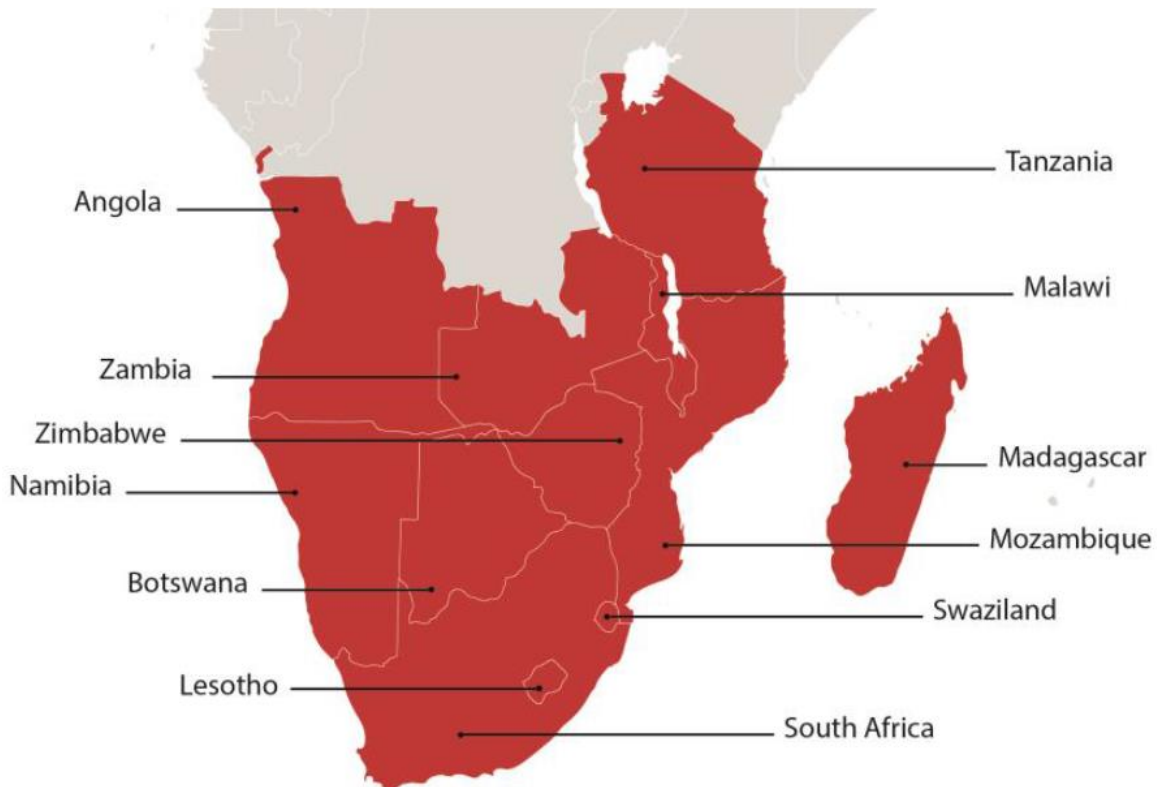 Tanzania
Angola
Malawi
Zambia
Zimbabwe
Madagascar
Namibia
Mozambique
Botswana
Swaziland
Lesotho
South Africa